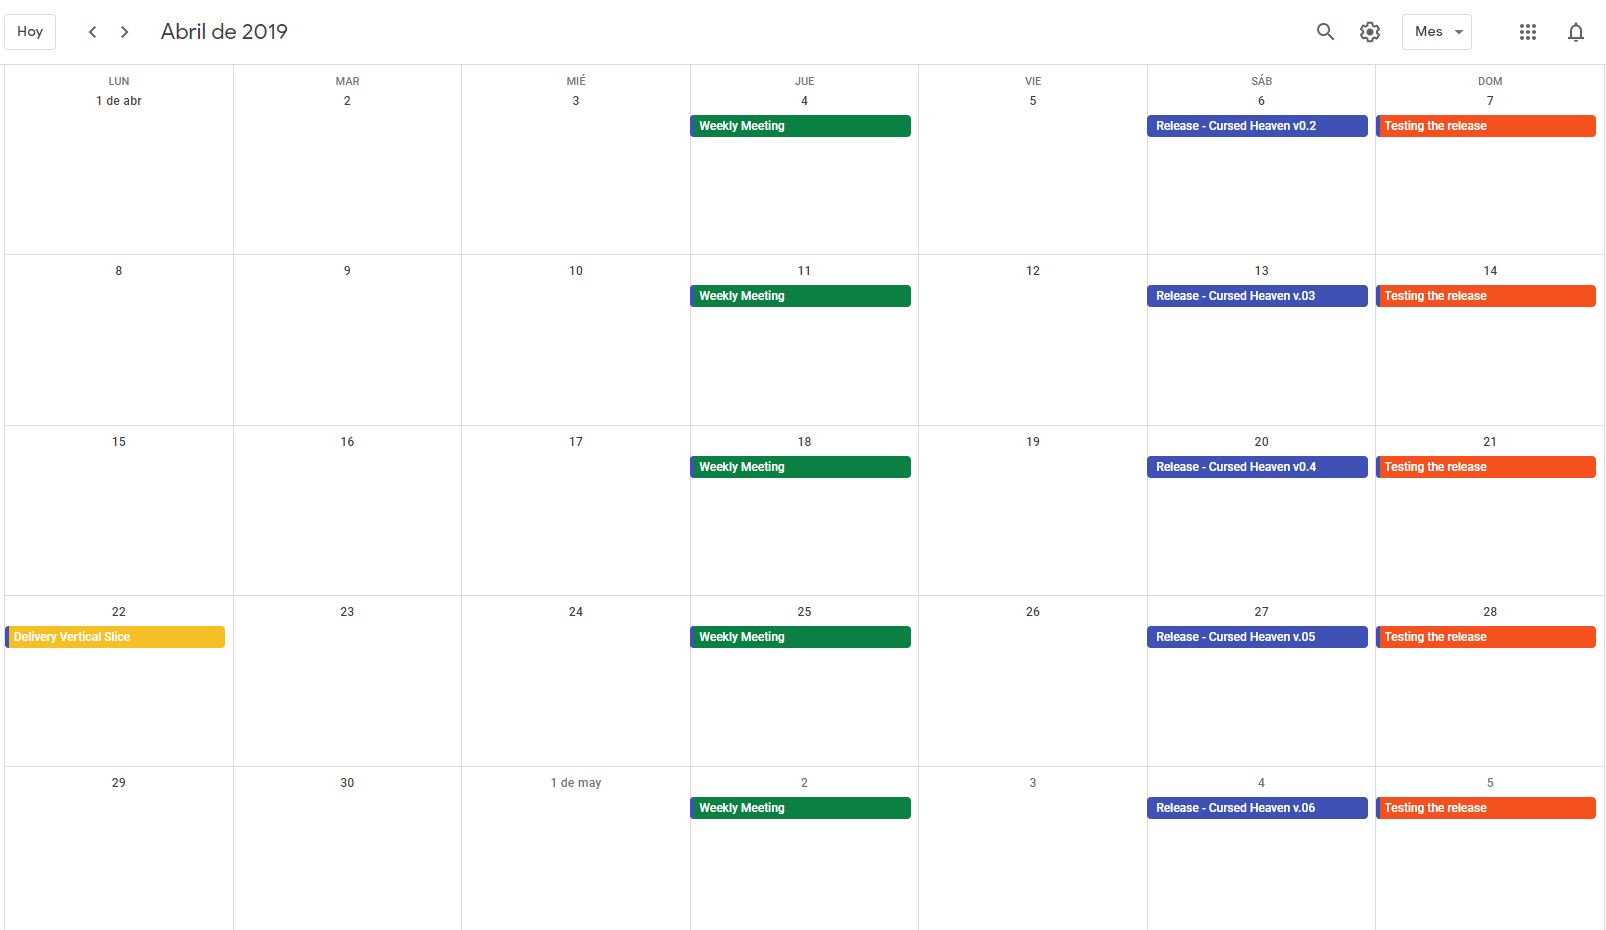 Hoy
Abril de 2019
Mes
LUN MAR MIÉ JUE VIE SÁB DOM
1 de abr 2 3 4 5 6 7
Weekly Meeting Release - Cursed Heaven v0.2 Testing the release
8 9 10 11 12 13 14
Weekly Meeting Release - Cursed Heaven v.03 Testing the release
15 16 17 18 19 20 21
Weekly Meeting Release - Cursed Heaven v0.4 Testing the release
22 23 24 25 26 27 28
Delivery Vertical Slice Weekly Meeting Release - Cursed Heaven v.05 Testing the release
29 30 1 de may 2 3 4 5
Weekly Meeting Release - Cursed Heaven v.06 Testing the release